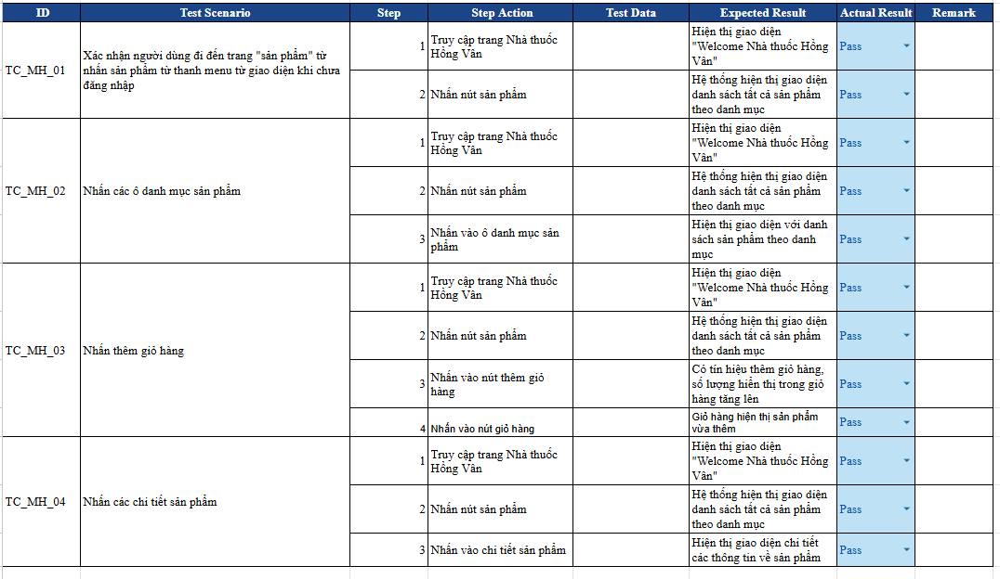 ID Test Scenario Step Step Action Test Data Expected Result Actual Result Remark
TC_MH_01
Xác nhận người dùng đi đến trang "sản phẩm" từ
nhấn sản phẩm từ thanh menu từ giao diện khi chưa
đăng nhập
1
Truy cập trang Nhà thuốc
Hồng Vân
Hiện thị giao diện
"Welcome Nhà thuốc Hồng
Vân"
Pass
2
Nhấn nút sản phẩm
Hệ thống hiện thị giao diện
danh sách tất cả sản phẩm
theo danh mục
Pass
TC_MH_02
Nhấn các ô danh mục sản phẩm
1
Truy cập trang Nhà thuốc
Hồng Vân
Hiện thị giao diện
"Welcome Nhà thuốc Hồng
Vân"
Pass
2
Nhấn nút sản phẩm
Hệ thống hiện thị giao diện
danh sách tất cả sản phẩm
theo danh mục
Pass
3
Nhấn vào ô danh mục sản
phẩm
Hiện thị giao diện với danh
sách sản phẩm theo danh
mục
Pass
TC_MH_03
Nhấn thêm giỏ hàng
1
Truy cập trang Nhà thuốc
Hồng Vân
Hiện thị giao diện
"Welcome Nhà thuốc Hồng
Vân"
Pass
2
Nhấn nút sản phẩm
Hệ thống hiện thị giao diện
danh sách tất cả sản phẩm
theo danh mục
Pass
3
Nhấn vào nút thêm giỏ
hàng
Có tín hiệu thêm giỏ hàng,
số lượng hiển thị trong giỏ
hàng tăng lên
Pass
4
Nhấn vào nút giỏ hàng
Giỏ hàng hiện thị sản phẩm
vừa thêm
Pass
TC_MH_04
Nhấn các chi tiết sản phẩm
1
Truy cập trang Nhà thuốc
Hồng Vân
Hiện thị giao diện
"Welcome Nhà thuốc Hồng
Vân"
Pass
2
Nhấn nút sản phẩm
Hệ thống hiện thị giao diện
danh sách tất cả sản phẩm
theo danh mục
Pass
3
Nhấn vào chi tiết sản phẩm
Hiện thị giao diện chi tiết
các thông tin về sản phẩm
Pass